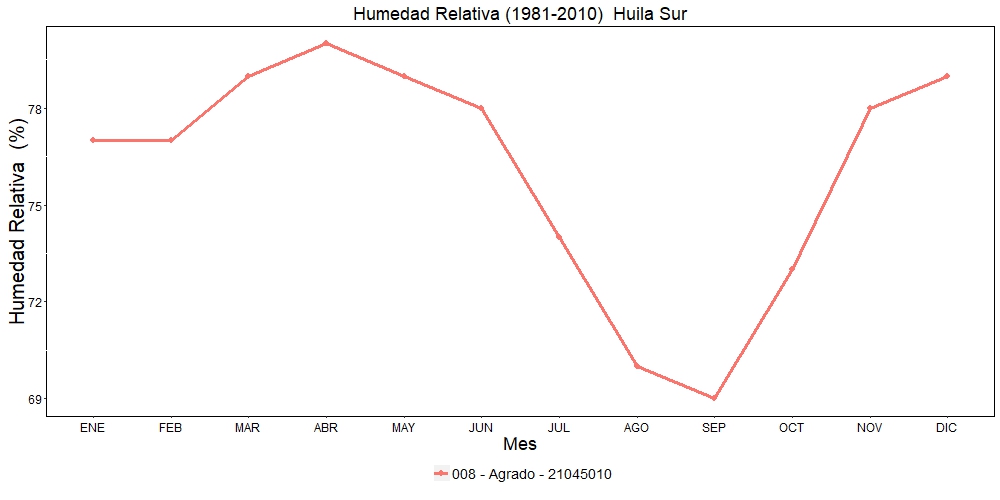 Humedad Relativa (1981-2010)  Huila Sur
Humedad Relativa  (%)
78
75
72
69
ENE FEB MAR ABR MAY JUN JUL AGO SEP OCT NOV DIC
Mes
008 - Agrado - 21045010